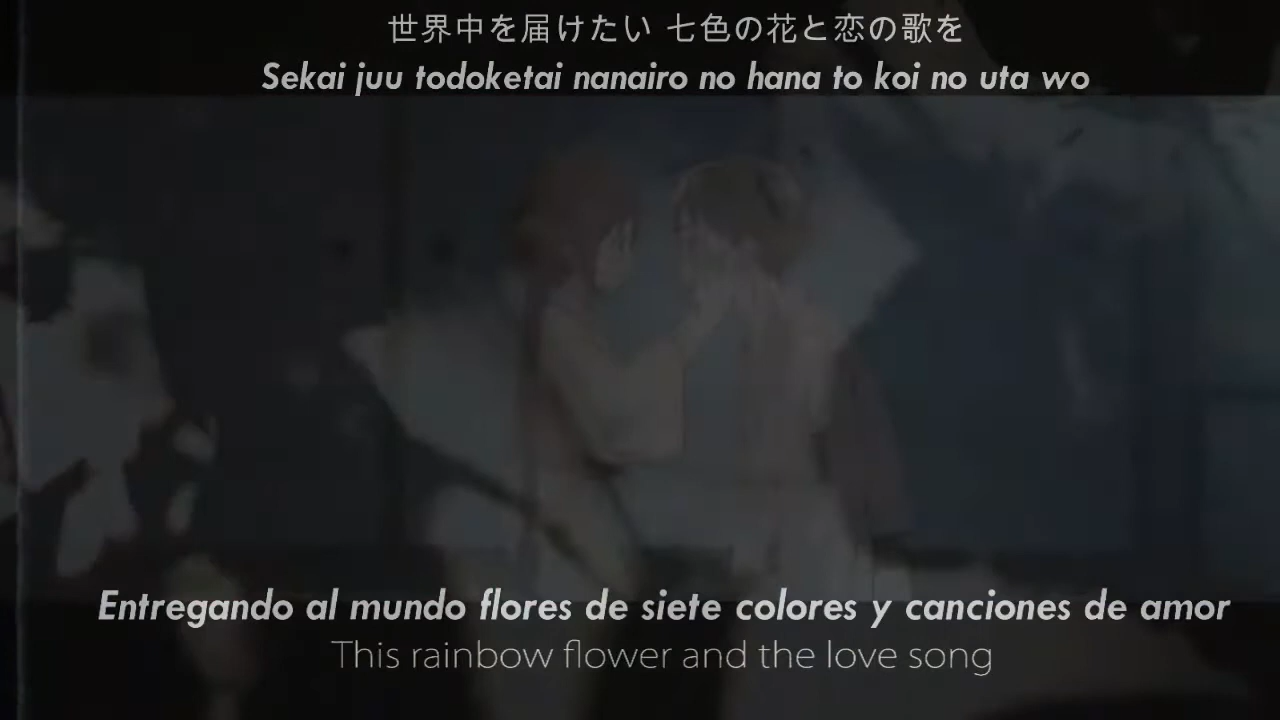 世界中を届けたい 七色の花と恋の歌を
Sekai juu todoketai nanairo no hana to koi no uta wo
Entregando al mundo flores de siete colores y canciones de amor
This rainbow flower and the love song